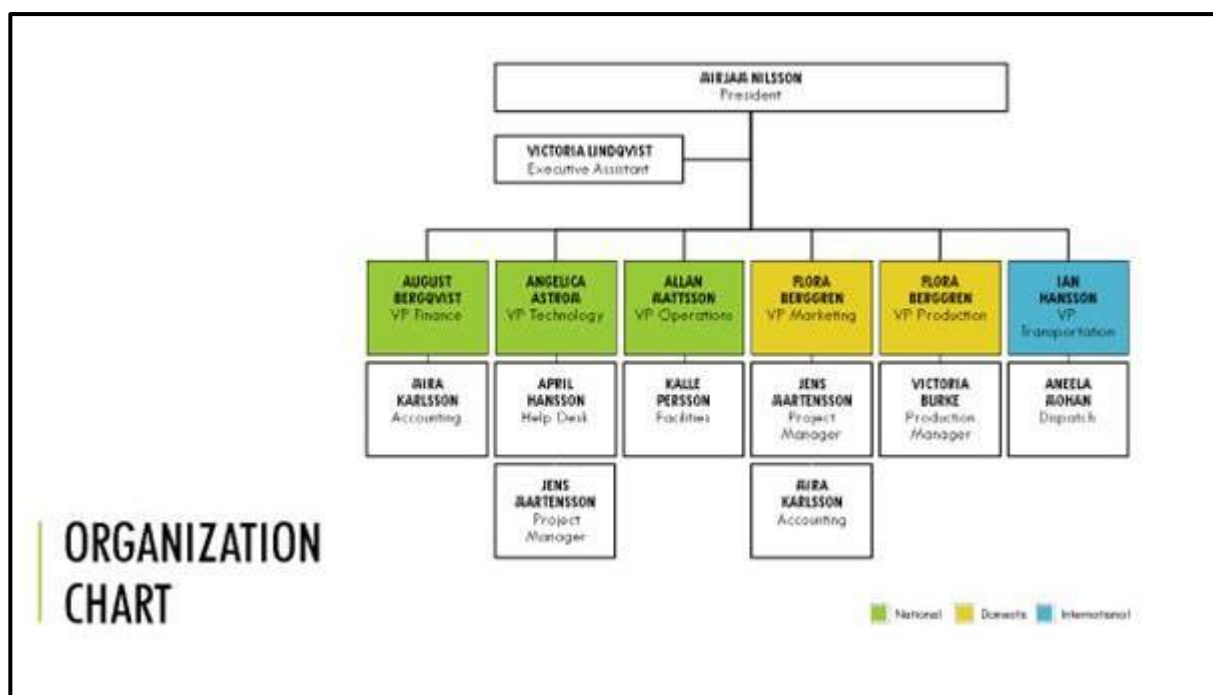 MIRJAM NILSSON
President
VICTORIA LINDQVIST
Executive Assistant
AUGUST
BERGQVIST
VP Finance
ANGELICA
ASTROM
VP Technology
ALLAN
MATTSSON
VP Operations
FLORA
BERGGREN
VP Marketing
FLORA
BERGGREN
VP Production
IAN
HANSSON
VP
Transportation
MIRA
KARLSSON
Accounting
APRIL
HANSSON
Help Desk
KALLE
PERSSON
Facilities
JENS
MARTENSSON
Project
Manager
VICTORIA
BURKE
Production
Manager
ANEELA
MOHAN
Dispatch
JENS
MARTENSSON
Project
Manager
MIRA
KARLSSON
Accounting
ORGANIZATION
CHART
National
Domestic
International